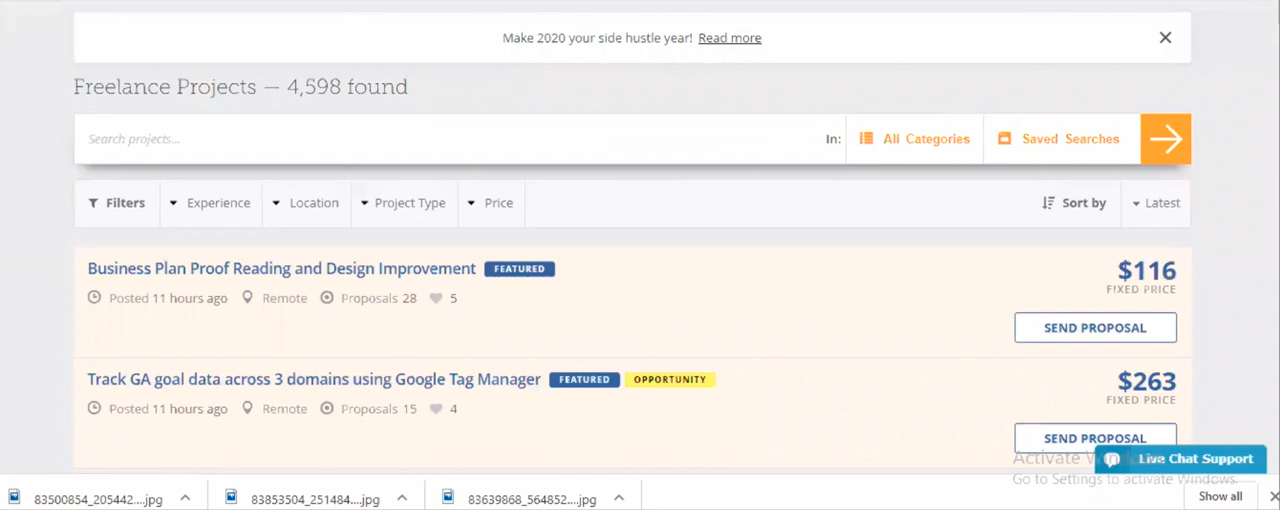 Make 2020 your side hustle year! Read more
Freelance Projects — 4,598 found
Search projects... In: All Categories Saved Searches
Filters Experience Location Project Type Price Sort by Latest
Business Plan Proof Reading and Design Improvement FEATURED $116
FIXED PRICE
Posted 11 hours ago Remote Proposals 28 5
SEND PROPOSAL
Track GA goal data across 3 domains using Google Tag Manager FEATURED OPPORTUNITY $263
FIXED PRICE
Posted 11 hours ago Remote Proposals 15 4
SEND PROPOSAL
Activate Live Chat Support
Go to Settings to activate Windows.
83500854_205442....jpg 83853504_251484....jpg 83639868_564852....jpg Show all